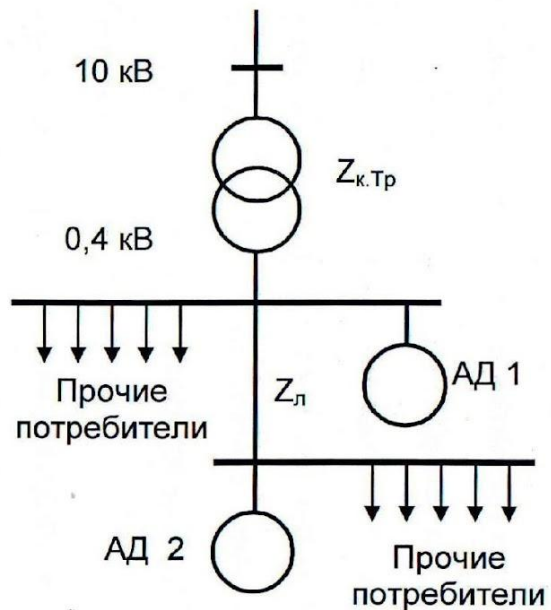 10 кВ
Zк.Тр
0,4 кВ
АД 1
Прочие
потребители
Zл
АД 2
Прочие
потребители